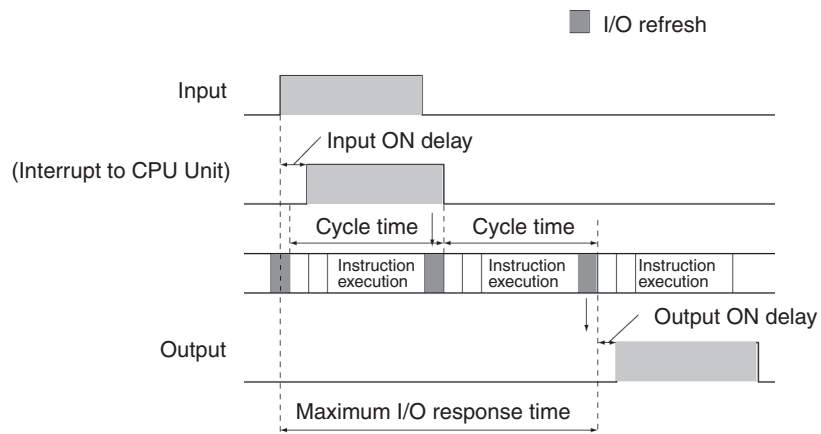 I/O refresh
Input
Input ON delay
(Interrupt to CPU Unit)
Cycle time
Cycle time
Instruction
execution
Instruction
execution
Instruction
execution
Output ON delay
Output
Maximum I/O response time